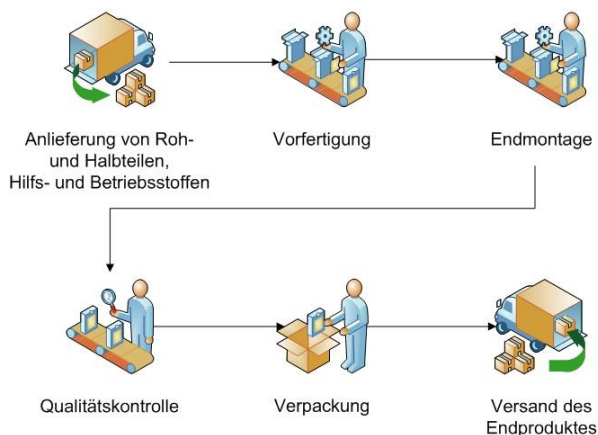 Anlieferung von Roh-
und Halbteilen,
Hilfs- und Betriebsstoffen
Vorfertigung
Endmontage
Qualitätskontrolle
Verpackung
Versand des
Endproduktes